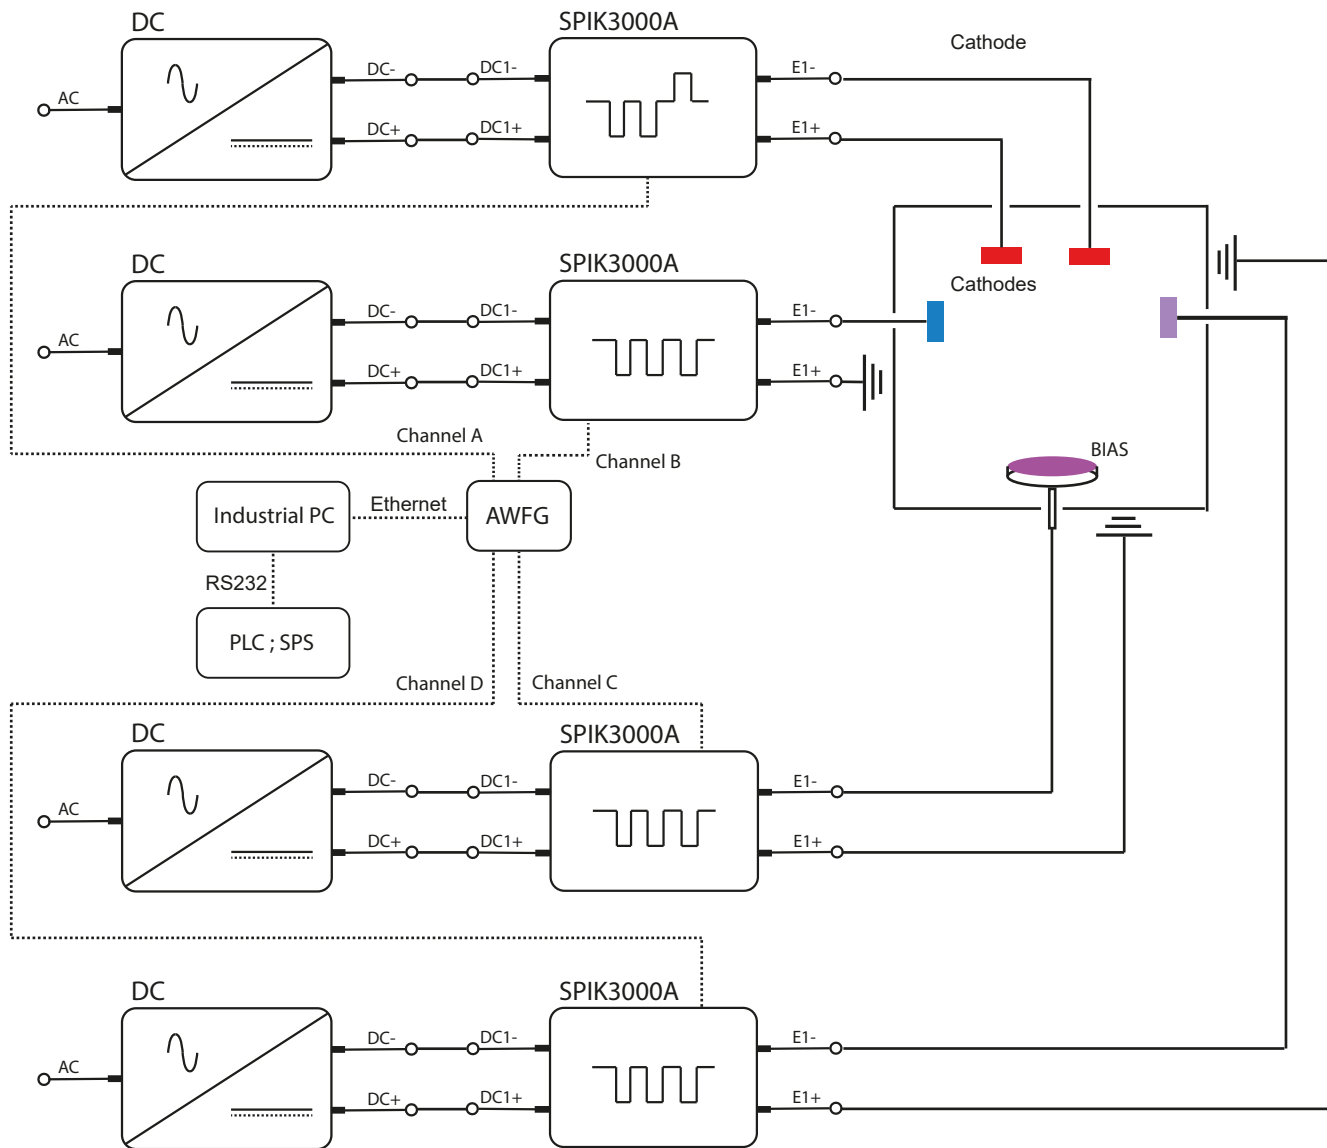 DC
SPIK3000A
Cathode
AC
DC-
DC1-
E1-
DC+
DC1+
E1+
DC
SPIK3000A
Cathodes
AC
DC-
DC1-
E1-
DC+
DC1+
E1+
Channel A
Channel B
BIAS
Industrial PC
Ethernet
AWFG
RS232
PLC ; SPS
Channel D
Channel C
DC
SPIK3000A
AC
DC-
DC1-
E1-
DC+
DC1+
E1+
DC
SPIK3000A
AC
DC-
DC1-
E1-
DC+
DC1+
E1+